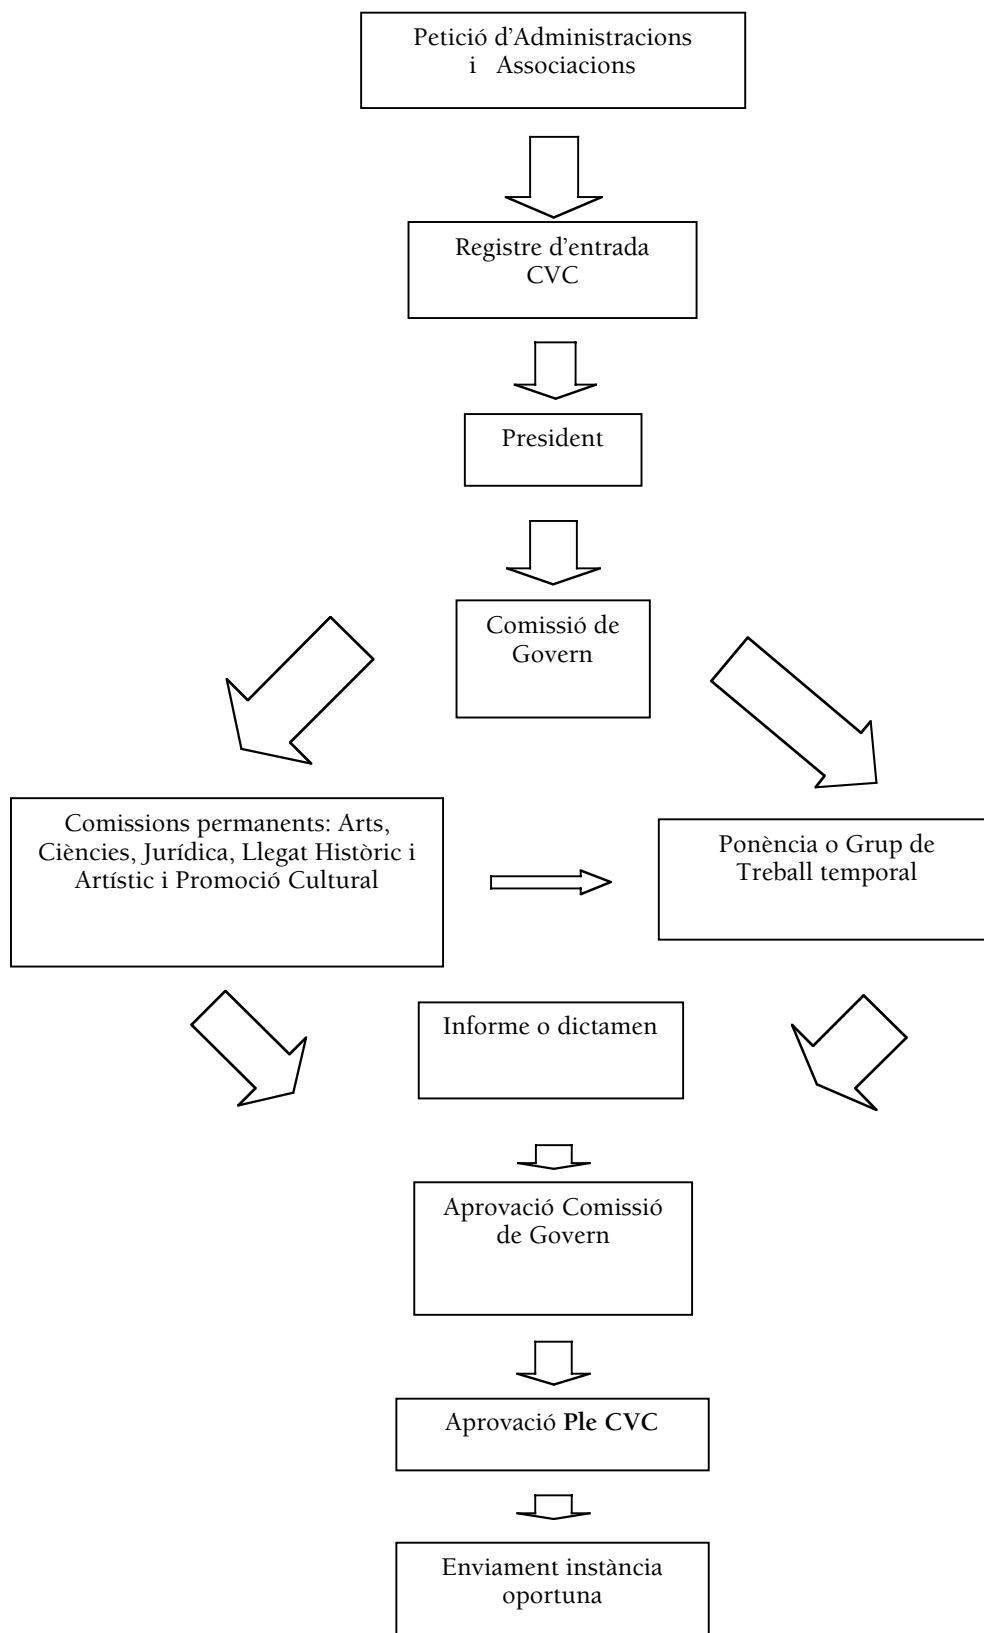 Petició d'Administracions
i Associacions
Registre d'entrada
CVC
President
Comissió de
Govern
Comissions permanents: Arts,
Ciències, Jurídica, Llegat Històric i
Artístic i Promoció Cultural
Ponència o Grup de
Treball temporal
Informe o dictamen
Aprovació Comissió
de Govern
Aprovació Ple CVC
Enviament instància
oportuna